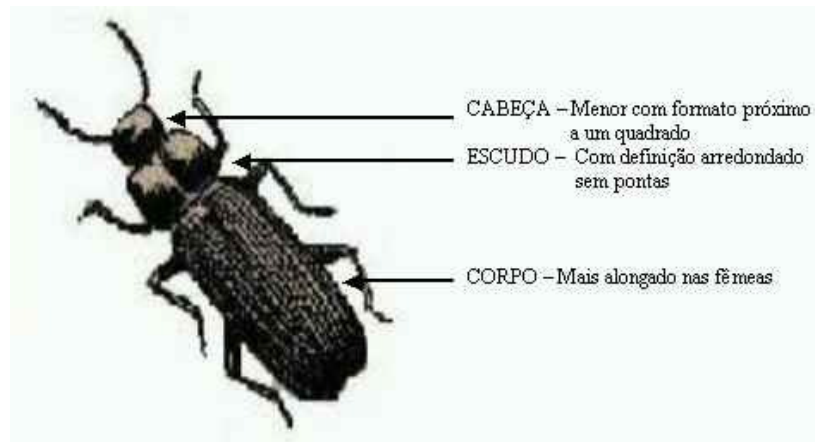 CABEÇA – Menor com formato próximo
a um quadrado
ESCUDO – Com definição arredondado
sem pontas
CORPO – Mais alongado nas fêmeas